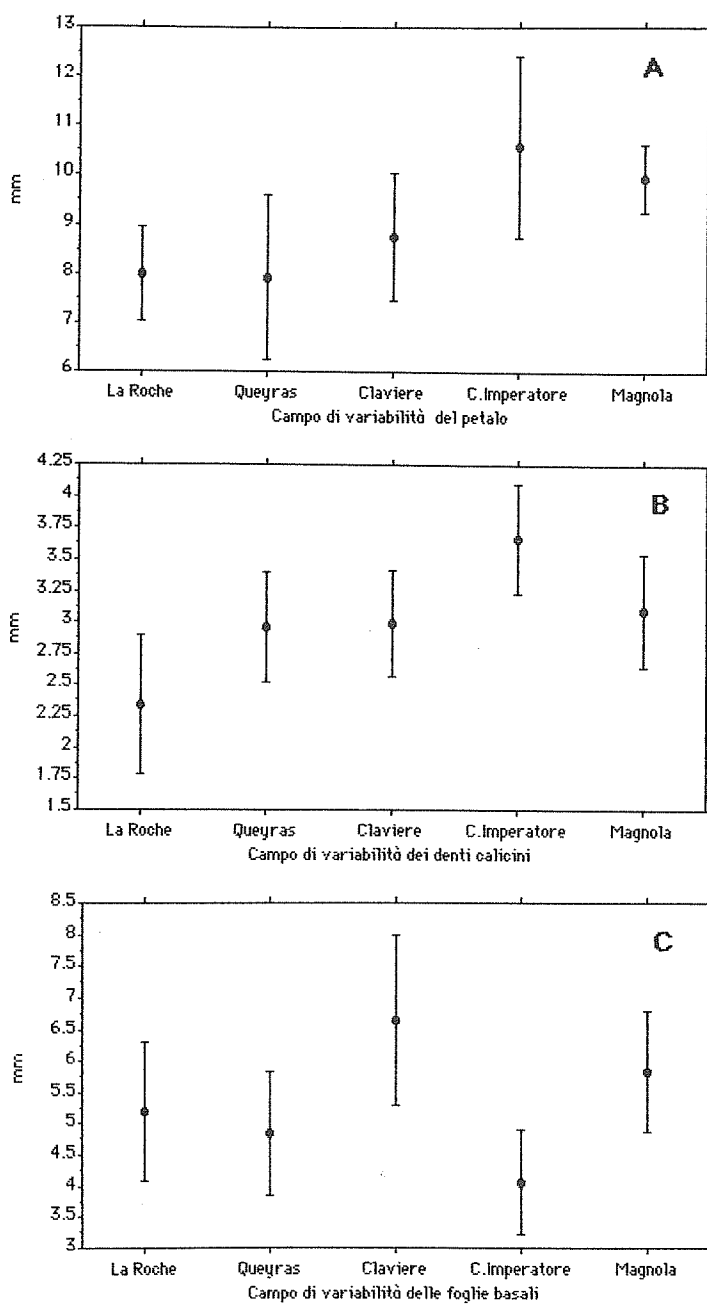 13
12
11
10
9
8
7
6
mm
A
La Roche Queyras Claviere C.Imperatore Magnola
Campo di variabilità del petalo
4.25
4
3.75
3.5
3.25
3
2.75
2.5
2.25
2
1.75
1.5
mm
B
La Roche Queyras Claviere C.Imperatore Magnola
Campo di variabilità dei denti calicini
8.5
8
7.5
7
6.5
6
5.5
5
4.5
4
3.5
3
mm
C
La Roche Queyras Claviere C.Imperatore Magnola
Campo di variabilità delle foglie basali